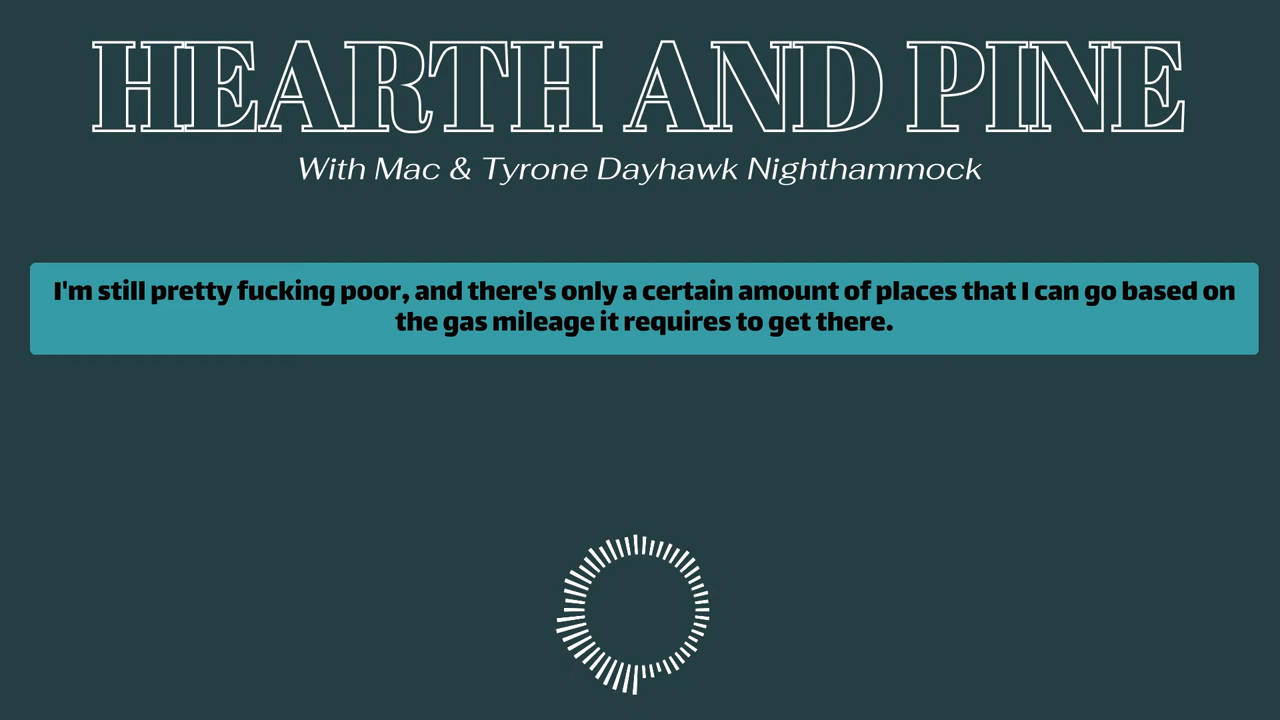 HEARTH AND PINE
With Mac & Tyrone Dayhawk Nighthammock
I'm still pretty fucking poor, and there's only a certain amount of places that I can go based on
the gas mileage it requires to get there.